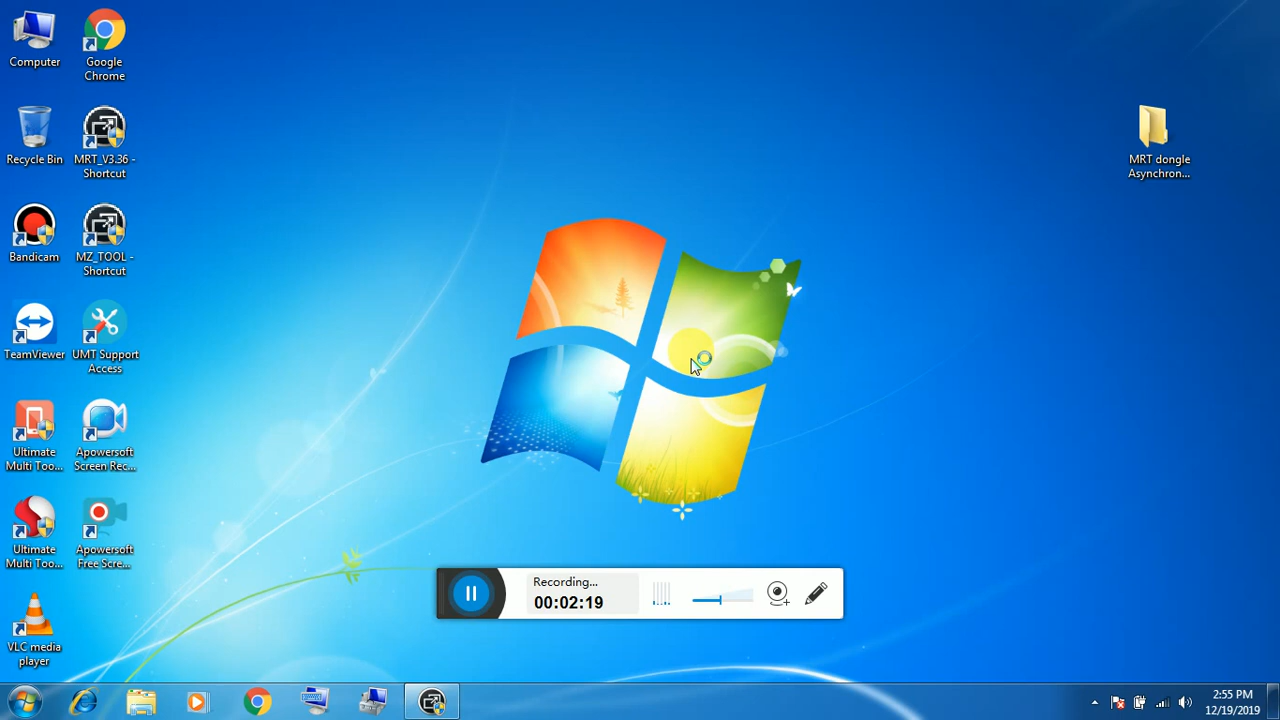 Computer
Google
Chrome
Recycle Bin
MRT_V3.36 -
Shortcut
Bandicam
MZ_TOOL -
Shortcut
TeamViewer
UMT Support
Access
Ultimate
Multi Too...
Apowersoft
Screen Rec...
Ultimate
Multi Too...
Apowersoft
Free Scre...
VLC media
player
MRT dongle
Asynchron...
Recording...
00:02:19
2:55 PM
12/19/2019